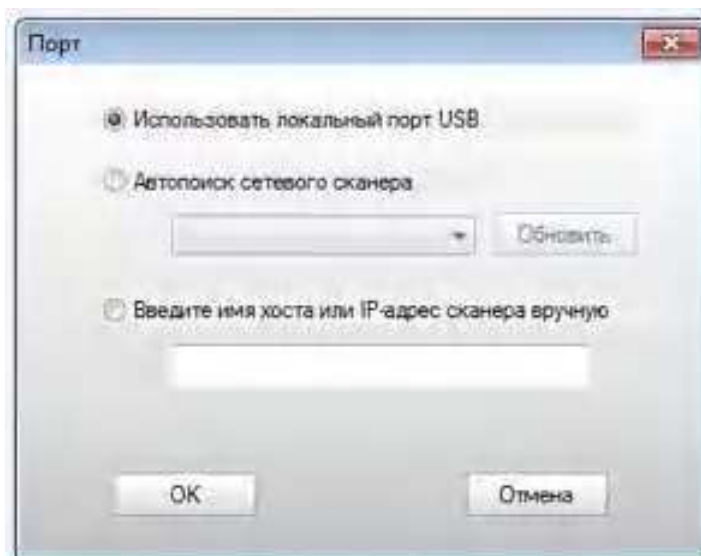 Порт
Использовать локальный порт USB
Автопоиск сетевого сканера
Обновить
Введите имя хоста или IP-адрес сканера вручную
OK
Отмена